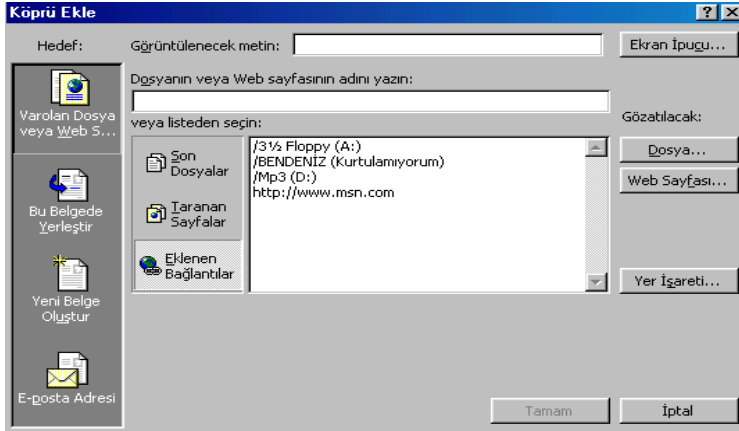 Köprü Ekle
Hedef:
Görüntülenecek metin:
Ekran İpucu...
Dosyanın veya Web sayfasının adını yazın:
Varolan Dosya
veya Web S...
veya listeden seçin:
Gözatılacak:
Son
Dosyalar
Taranan
Sayfalar
Eklenen
Bağlantılar
/3½ Floppy (A:)
/BENDENİZ (Kurtulamıyorum)
/Mp3 (D:)
http://www.msn.com
Dosya...
Web Sayfası...
Bu Belgede
Yerleştir
Yeni Belge
Oluştur
Yer İşareti...
E-posta Adresi
Tamam
İptal